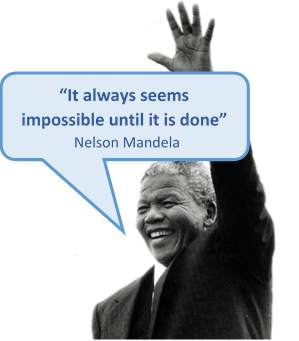 “It always seems
impossible until it is done”
Nelson Mandela